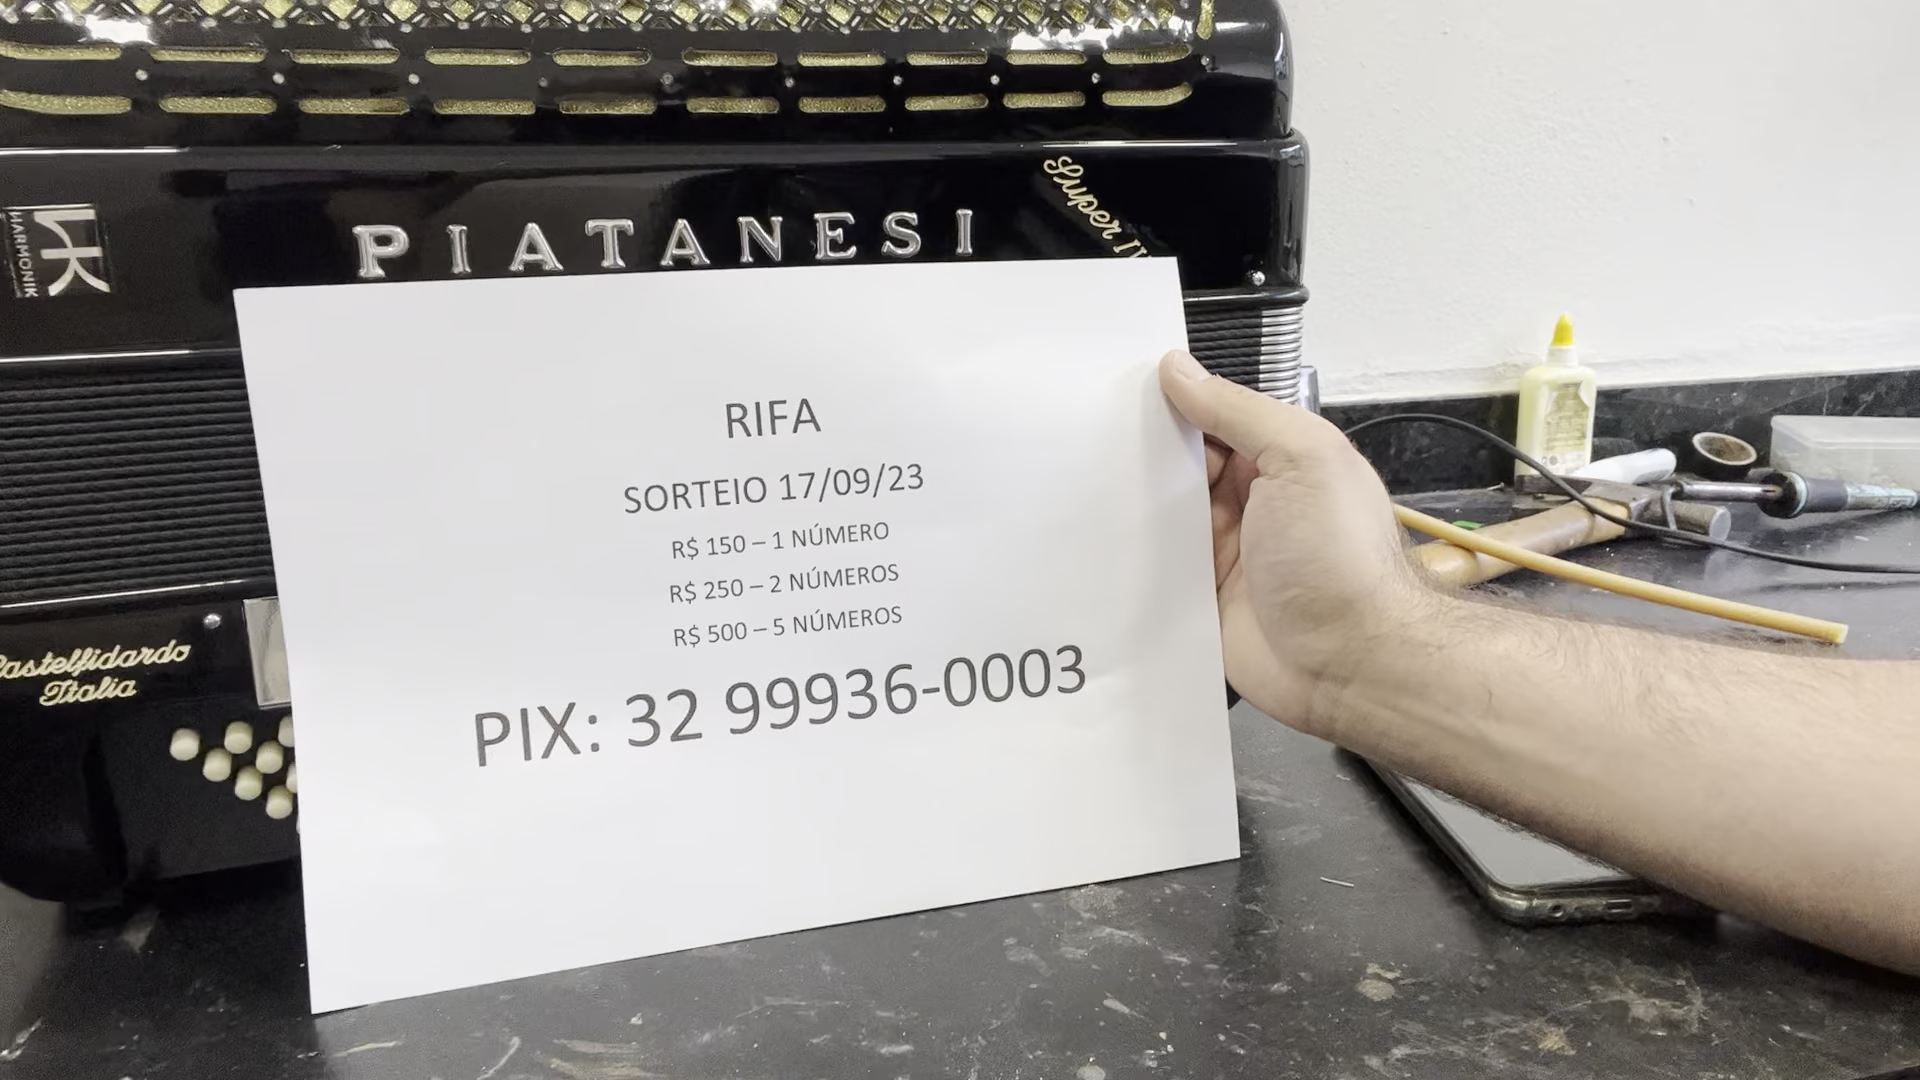 PIATANESI
Super IV
HARMONIK
RIFA
SORTEIO 17/09/23
R$ 150 – 1 NÚMERO
R$ 250 – 2 NÚMEROS
R$ 500 – 5 NÚMEROS
PIX: 32 99936-0003
Castelfidardo
Italia